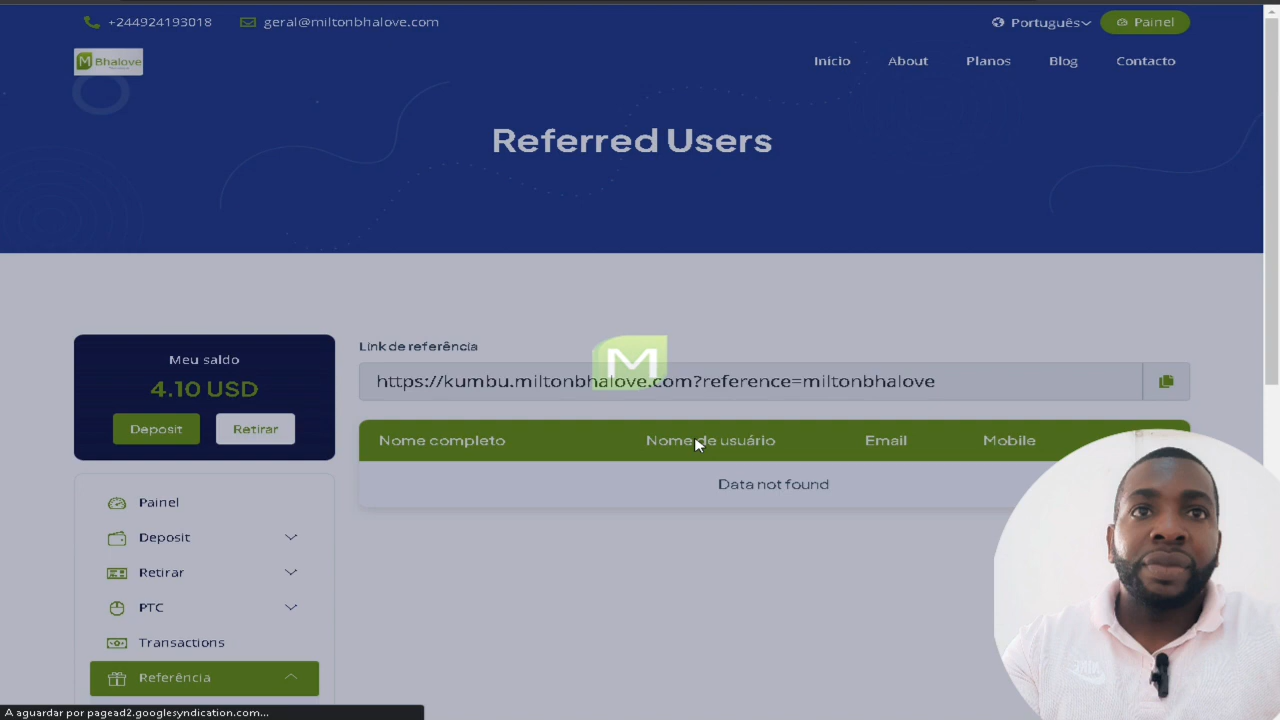 +244924193018
geral@miltonbhalove.com
Português
Painel
M Bhalove
Inicio
About
Planos
Blog
Contacto
Referred Users
Meu saldo
4.10 USD
Deposit
Retirar
Link de referência
https://kumbu.miltonbhalove.com?reference=miltonbhalove
M
Nome completo
Nome de usuário
Email
Mobile
Data not found
Painel
Deposit
Retirar
PTC
Transactions
Referência
A aguardar por pagead2.googlesyndication.com...